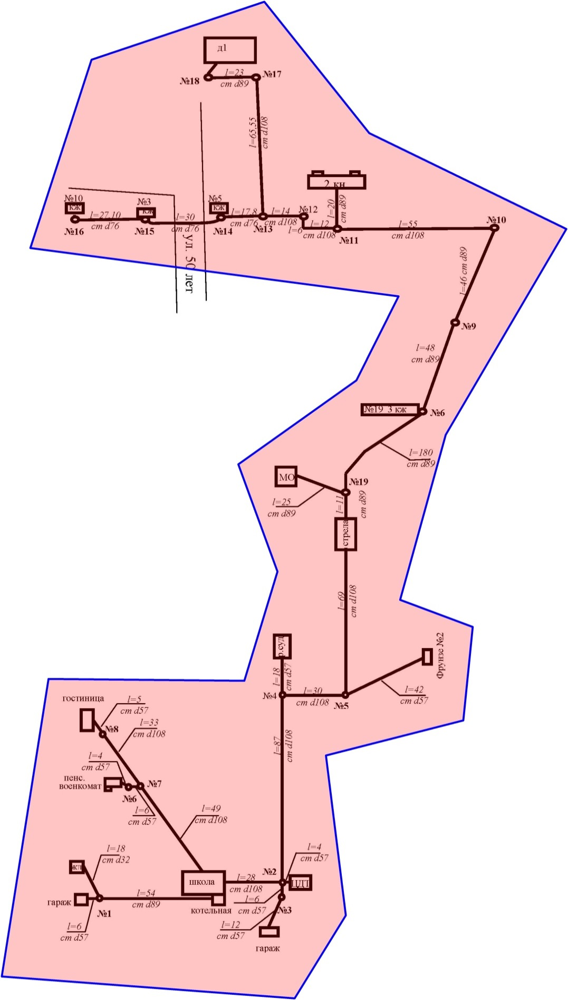 д1
l=23
ст d89
№17
№18
l=65,55
ст d108
2 кн
№10
кж
l=27,10
ст d76
№16
№3
кж
№15
l=30
ст d76
№5
кж
№14
l=17,8
ст d76
№13
l=14
ст d108
№12
l=6
l=12
ст d108
l=20
ст d89
№11
l=55
ст d108
№10
ул. 50 лет
l=46 ст d89
№9
l=48
ст d89
№19 3 кж
№6
l=180
ст d89
МО
№19
l=25
ст d89
l=11
ст d89
стрела
l=69
ст d108
р.суд
l=18
ст d57
Фрунзе №2
№4
l=30
ст d108
№5
l=42
ст d57
гостиница
l=5
ст d57
№8
l=33
ст d108
l=87
ст d108
l=4
ст d57
пенс.
военкомат
№7
№6
l=6
ст d57
l=49
ст d108
l=18
ст d32
l=4
ст d57
жл
школа
№2
l=28
ст d108
ЦДТ
гараж
l=54
ст d89
№1
котельная
l=6
ст d57
№3
l=6
ст d57
l=12
ст d57
гараж